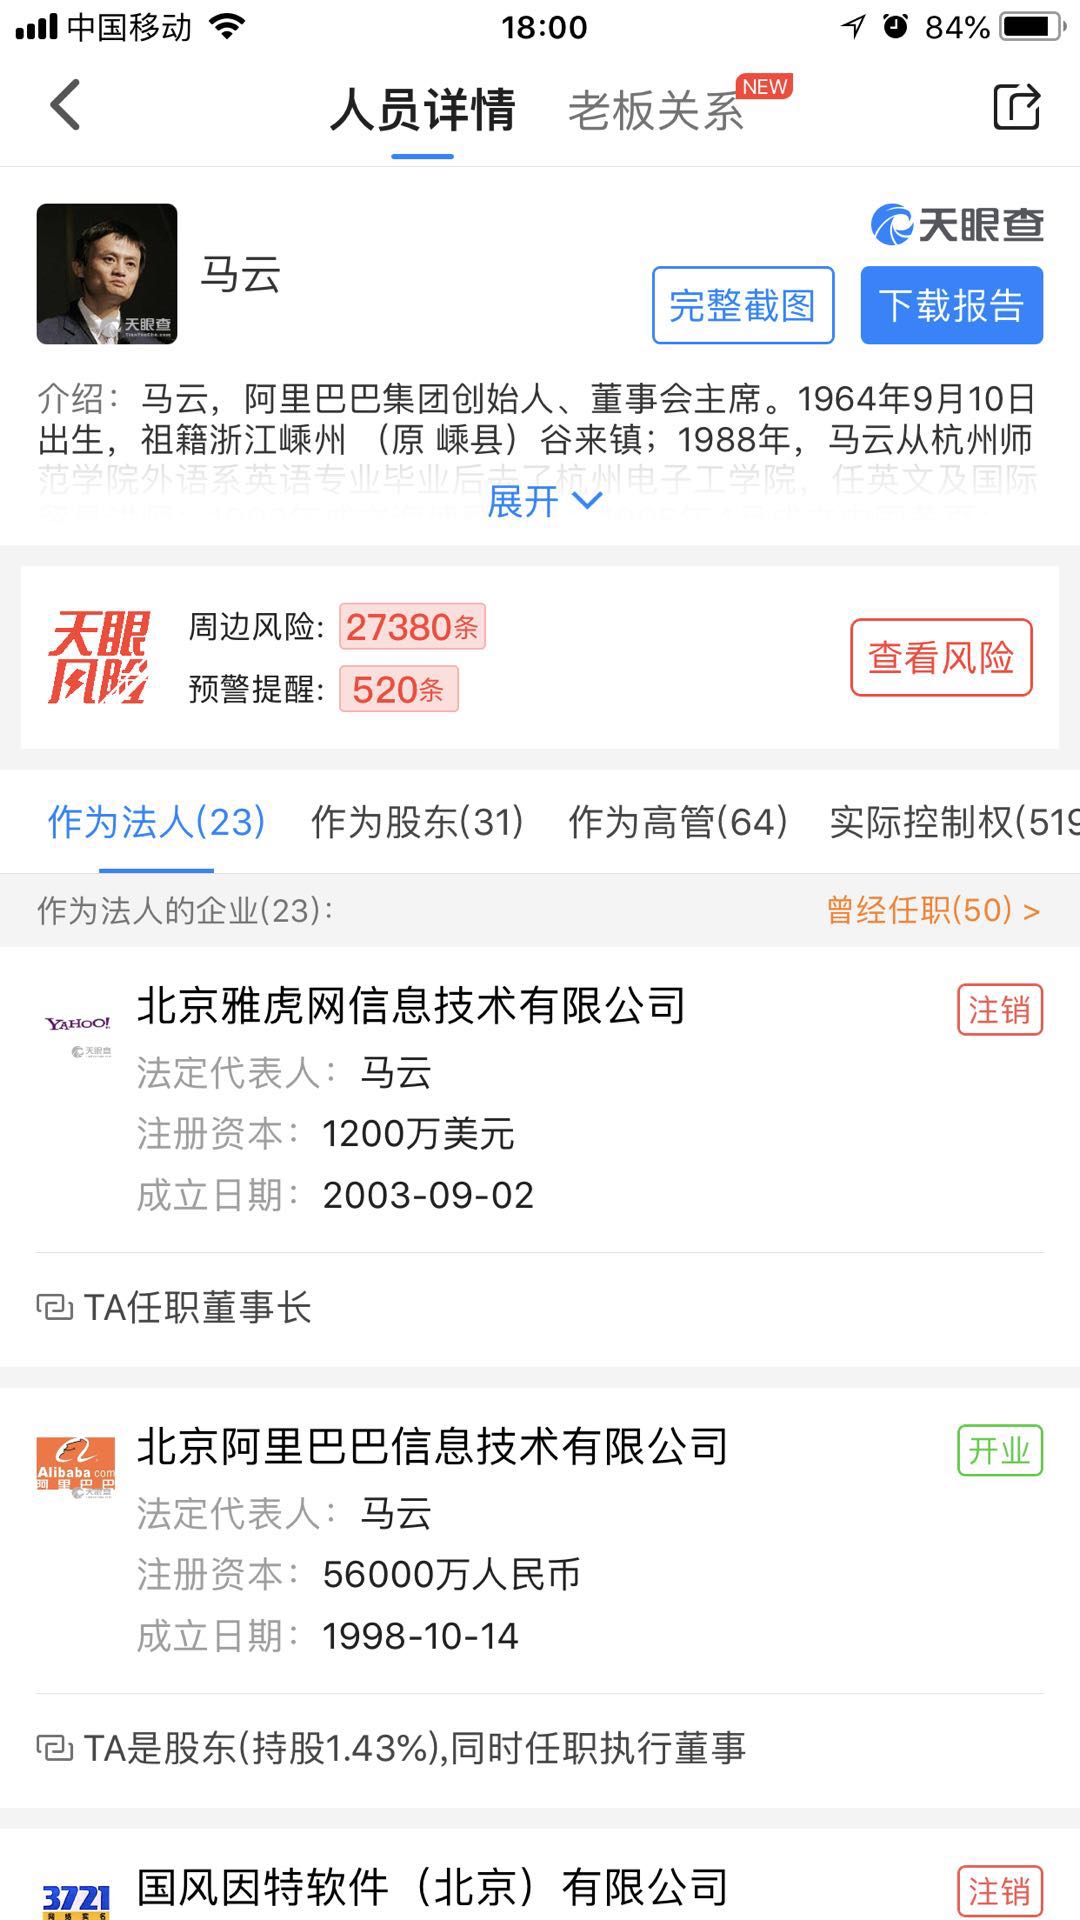 中国移动 18:00 84%
人员详情 老板关系 NEW
天眼查
马云
完整截图 下载报告
天眼查
介绍：马云，阿里巴巴集团创始人、董事会主席。1964年9月10日
出生，祖籍浙江嵊州 （原 嵊县）谷来镇；1988年，马云从杭州师
范学院外语系英语专业毕业后去了杭州电子工学院，任英文及国际
展开
天眼
风险
周边风险: 27380条
预警提醒: 520条
查看风险
作为法人(23) 作为股东(31) 作为高管(64) 实际控制权(519
作为法人的企业(23): 曾经任职(50) >
YAHOO!
天眼查
北京雅虎网信息技术有限公司 注销
法定代表人： 马云
注册资本： 1200万美元
成立日期： 2003-09-02
TA任职董事长
Alibaba.com
阿里巴巴
天眼查
北京阿里巴巴信息技术有限公司 开业
法定代表人： 马云
注册资本： 56000万人民币
成立日期： 1998-10-14
TA是股东(持股1.43%),同时任职执行董事
3721
网络实名
国风因特软件（北京）有限公司 注销